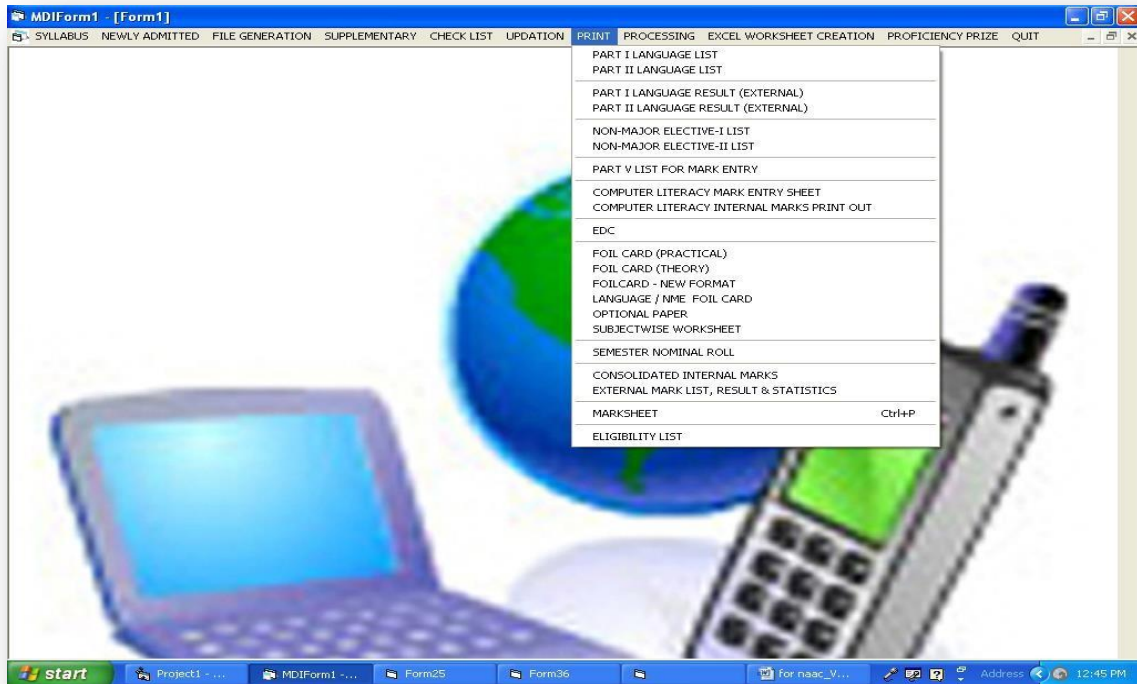 MDIForm1 - [Form1]
SYLLABUS NEWLY ADMITTED FILE GENERATION SUPPLEMENTARY CHECK LIST UPDATION PRINT PROCESSING EXCEL WORKSHEET CREATION PROFICIENCY PRIZE QUIT
PART I LANGUAGE LIST
PART II LANGUAGE LIST
PART I LANGUAGE RESULT (EXTERNAL)
PART II LANGUAGE RESULT (EXTERNAL)
NON-MAJOR ELECTIVE-I LIST
NON-MAJOR ELECTIVE-II LIST
PART V LIST FOR MARK ENTRY
COMPUTER LITERACY MARK ENTRY SHEET
COMPUTER LITERACY INTERNAL MARKS PRINT OUT
EDC
FOIL CARD (PRACTICAL)
FOIL CARD (THEORY)
FOILCARD - NEW FORMAT
LANGUAGE / NME FOIL CARD
OPTIONAL PAPER
SUBJECTWISE WORKSHEET
SEMESTER NOMINAL ROLL
CONSOLIDATED INTERNAL MARKS
EXTERNAL MARK LIST, RESULT & STATISTICS
MARKSHEET Ctrl+P
ELIGIBILITY LIST
start Project1 - ... MDIForm1 -... Form25 Form36 for naac_V... Address 12:45 PM